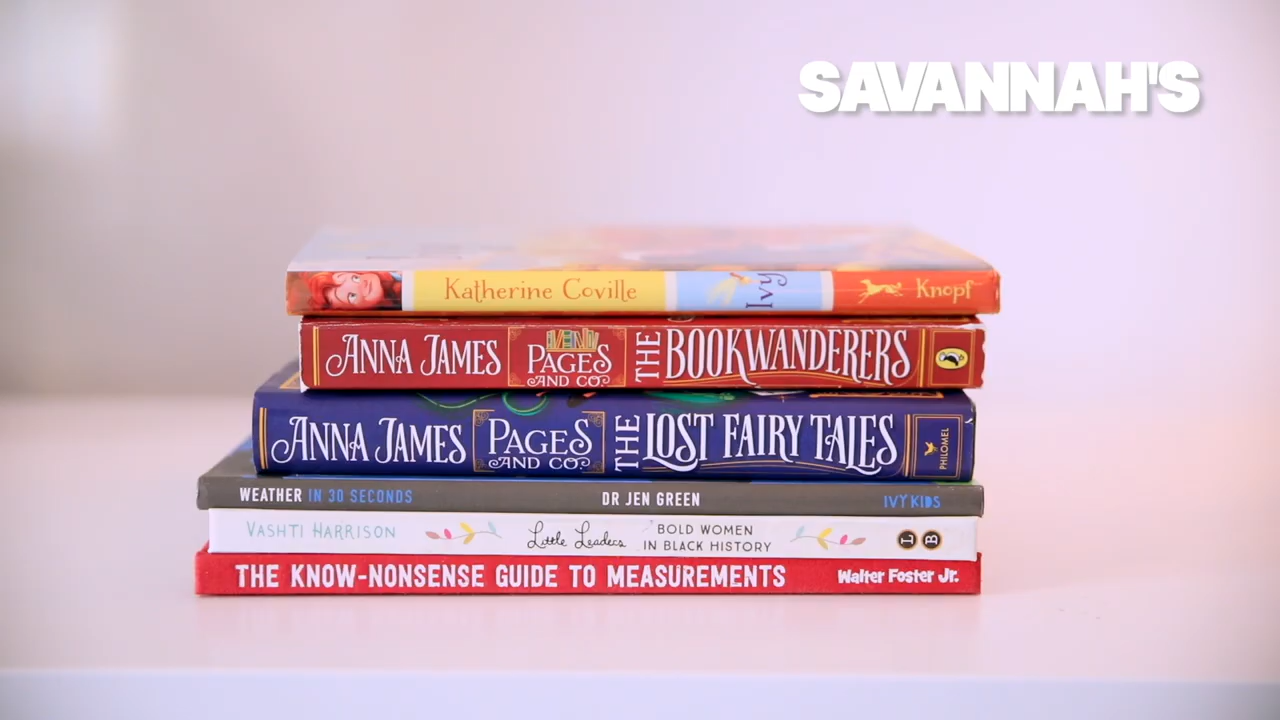 SAVANNAH'S
Katherine Coville Ivy Knopf
ANNA JAMES PAGES AND CO. THE BOOKWANDERERS
ANNA JAMES PAGES AND CO. THE LOST FAIRY TALES PHILOMEL
WEATHER IN 30 SECONDS DR JEN GREEN IVY KIDS
VASHTI HARRISON Little Leaders BOLD WOMEN IN BLACK HISTORY L B
THE KNOW-NONSENSE GUIDE TO MEASUREMENTS Walter Foster Jr.